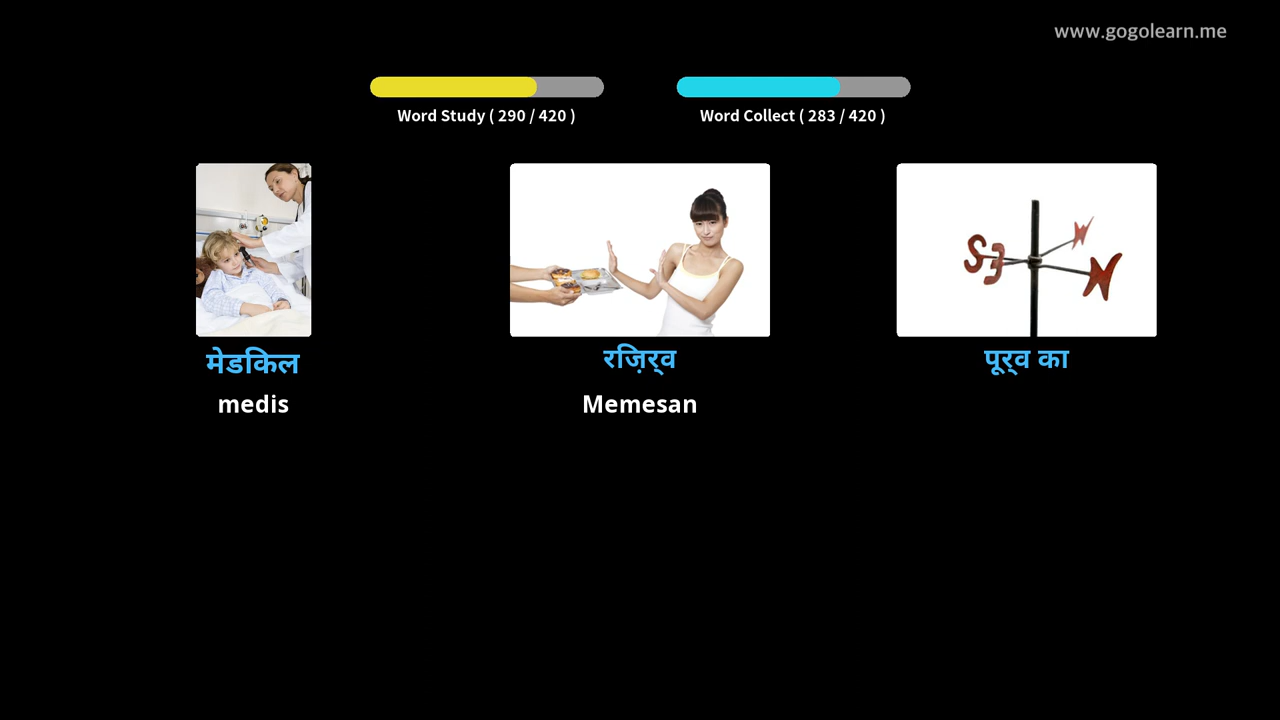 www.gogolearn.me
Word Study ( 290 / 420 )
Word Collect ( 283 / 420 )
मेडकिल
रज़िर्व
पूर्व का
medis
Memesan
S
E
N
W